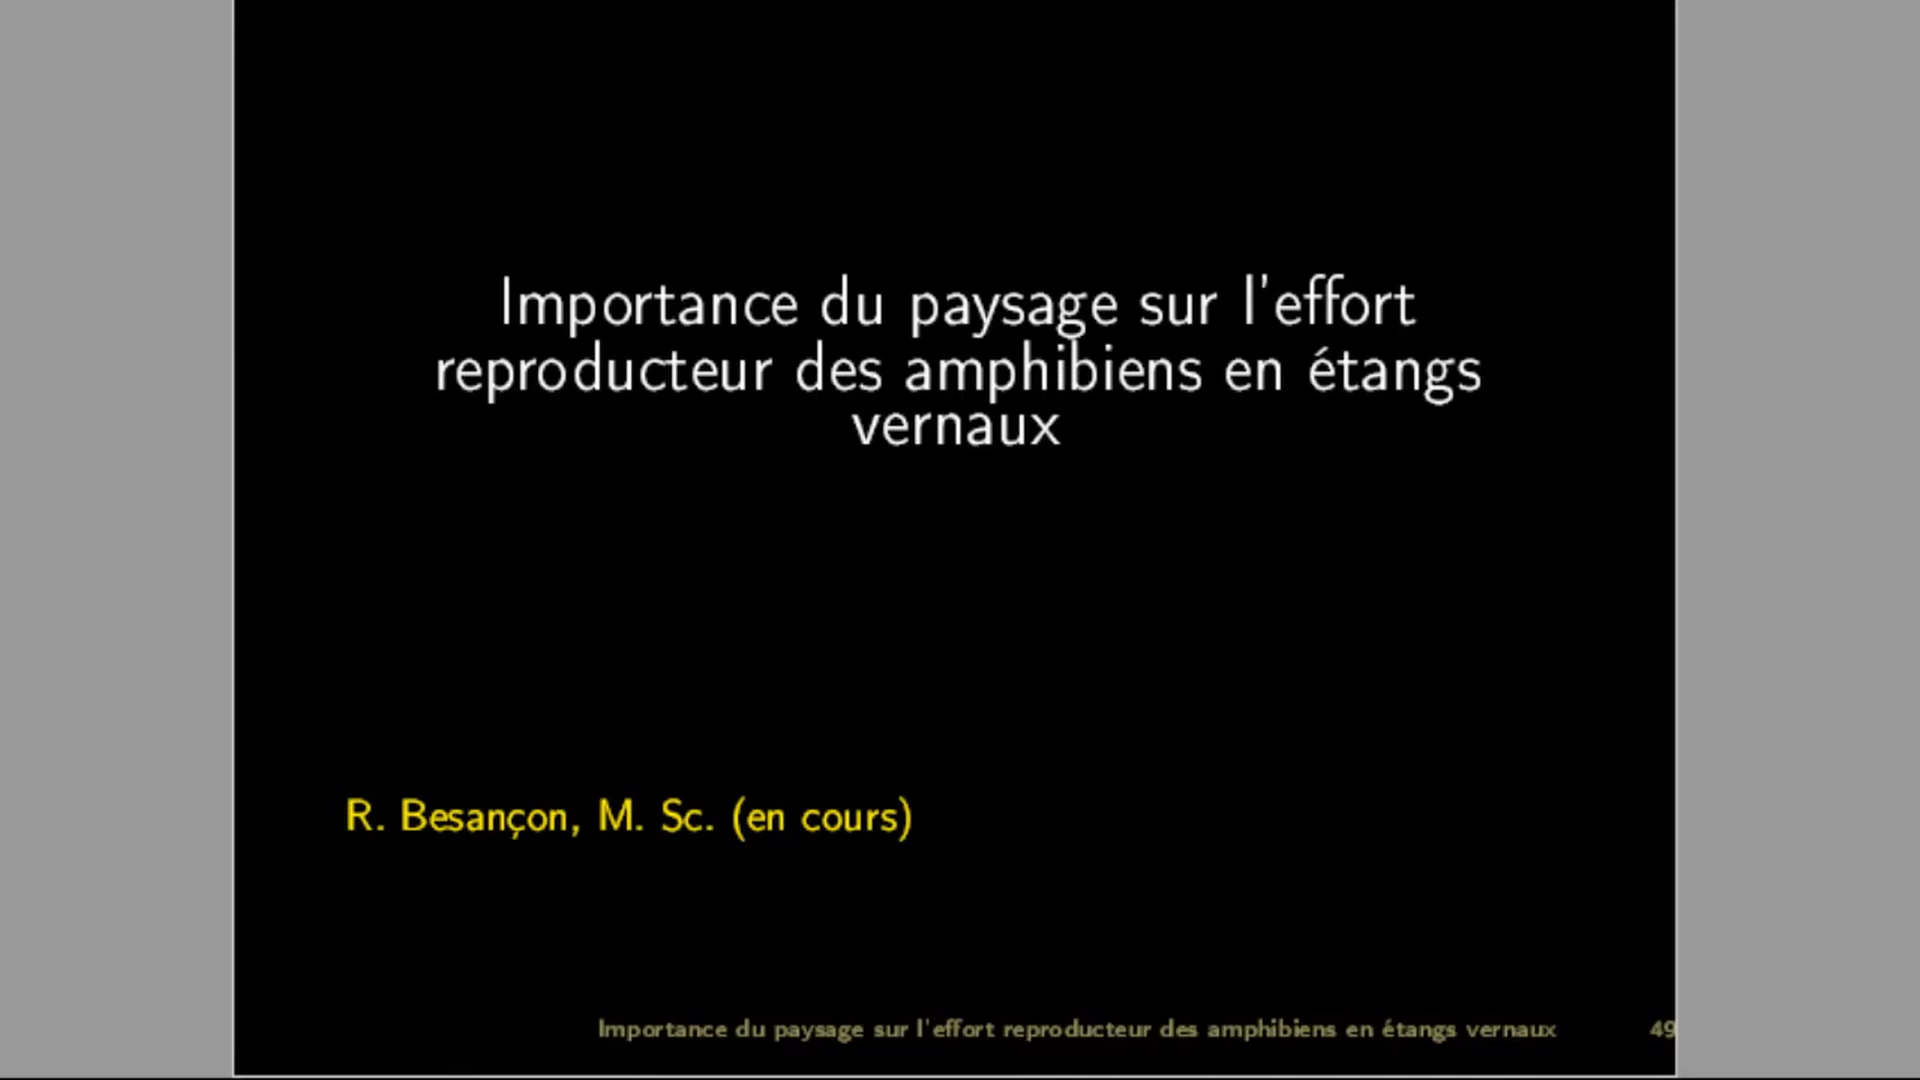 Importance du paysage sur l'effort
reproducteur des amphibiens en étangs
vernaux
R. Besançon, M. Sc. (en cours)
Importance du paysage sur l'effort reproducteur des amphibiens en étangs vernaux 49